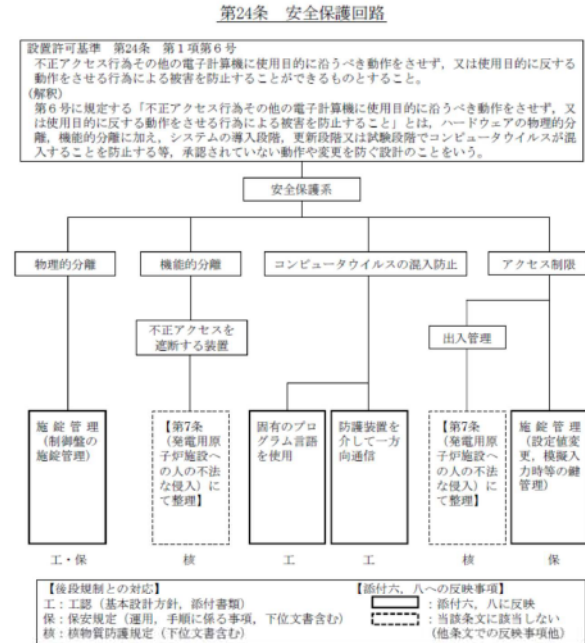 第24条 安全保護回路
設置許可基準 第24条 第1項第6号
不正アクセス行為その他の電子計算機に使用目的に沿うべき動作をさせず、又は使用目的に反する
動作をさせる行為による被害を防止することができるものとすること。
(解釈)
第6号に規定する「不正アクセス行為その他の電子計算機に使用目的に沿うべき動作をさせず、又
は使用目的に反する動作をさせる行為による被害を防止すること」とは，ハードウェアの物理的分
離，機能的分離に加え，システムの導入段階，更新段階又は試験段階でコンピュータウイルスが混
入することを防止する等，承認されていない動作や変更を防ぐ設計のことをいう。
安全保護系
物理的分離
機能的分離
コンピュータウイルスの混入防止
アクセス制限
不正アクセスを
遮断する装置
出入管理
施錠管理
(制御盤の
施錠管理)
【第7条
(発電用原
子炉施設へ
の人の不法
な侵入）に
て整理】
固有のプロ
グラム言語
を使用
防護装置を
介して一方
向通信
【第7条
(発電用原
子炉施設へ
の人の不法
な侵入）に
て整理】
施錠管理
(設定値変
更，模擬入
力時等の鍵
管理)
工・保
核
工
工
核
保
【後段規制との対応】
工：工認（基本設計方針，添付書類）
保：保安規定（運用，手順に係る事項，下位文書含む）
核：核物質防護規定（下位文書含む）
【添付六，八への反映事項】
：添付六，八に反映
：当該条文に該当しない
(他条文での反映事項他)